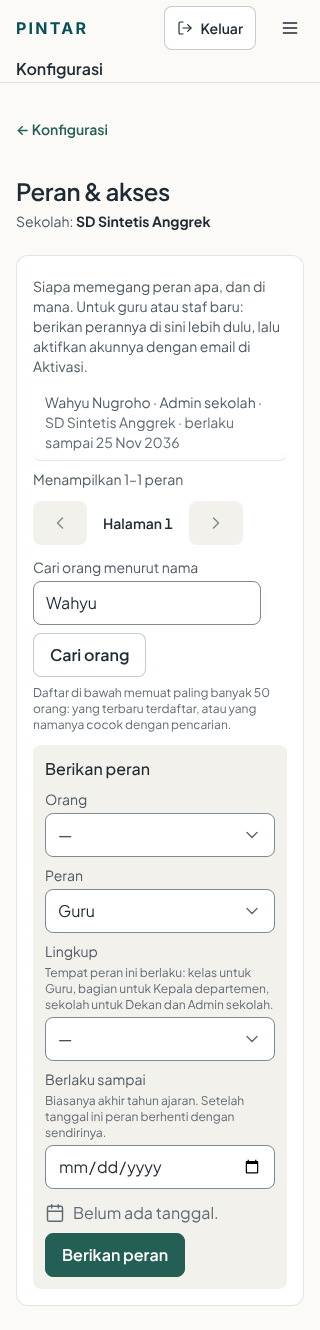 PINTAR
Keluar
Konfigurasi
← Konfigurasi
Peran & akses
Sekolah: SD Sintetis Anggrek
Siapa memegang peran apa, dan di
mana. Untuk guru atau staf baru:
berikan perannya di sini lebih dulu, lalu
aktifkan akunnya dengan email di
Aktivasi.
Wahyu Nugroho · Admin sekolah ·
SD Sintetis Anggrek · berlaku
sampai 25 Nov 2036
Menampilkan 1–1 peran
Halaman 1
Cari orang menurut nama
Wahyu
Cari orang
Daftar di bawah memuat paling banyak 50
orang: yang terbaru terdaftar, atau yang
namanya cocok dengan pencarian.
Berikan peran
Orang
—
Peran
Guru
Lingkup
Tempat peran ini berlaku: kelas untuk
Guru, bagian untuk Kepala departemen,
sekolah untuk Dekan dan Admin sekolah.
—
Berlaku sampai
Biasanya akhir tahun ajaran. Setelah
tanggal ini peran berhenti dengan
sendirinya.
mm/dd/yyyy
Belum ada tanggal.
Berikan peran